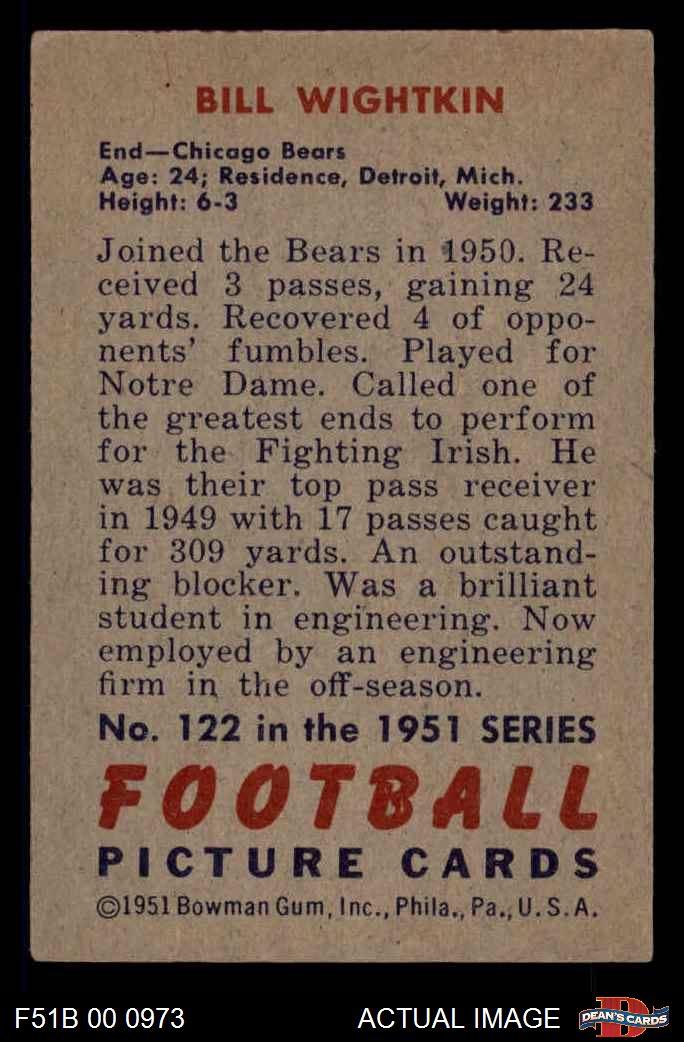 BILL WIGHTKIN
End—Chicago Bears
Age: 24; Residence, Detroit, Mich.
Height: 6-3 Weight: 233
Joined the Bears in 1950. Re-
ceived 3 passes, gaining 24
yards. Recovered 4 of oppo-
nents' fumbles. Played for
Notre Dame. Called one of
the greatest ends to perform
for the Fighting Irish. He
was their top pass receiver
in 1949 with 17 passes caught
for 309 yards. An outstand-
ing blocker. Was a brilliant
student in engineering. Now
employed by an engineering
firm in the off-season.
No. 122 in the 1951 SERIES
FOOTBALL
PICTURE CARDS
©1951 Bowman Gum, Inc., Phila., Pa., U.S.A.
F51B 00 0973 ACTUAL IMAGE D DEAN'S CARDS